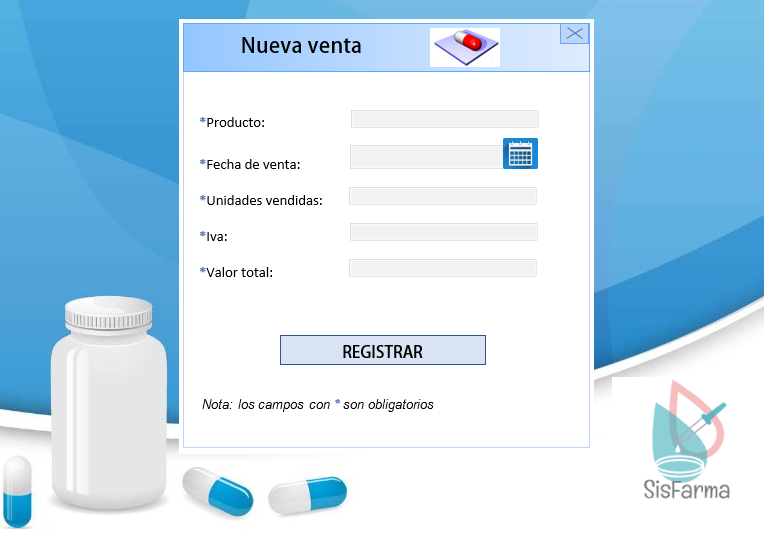 Nueva venta
*Producto:
*Fecha de venta:
*Unidades vendidas:
*Iva:
*Valor total:
REGISTRAR
Nota: los campos con * son obligatorios
SisFarma